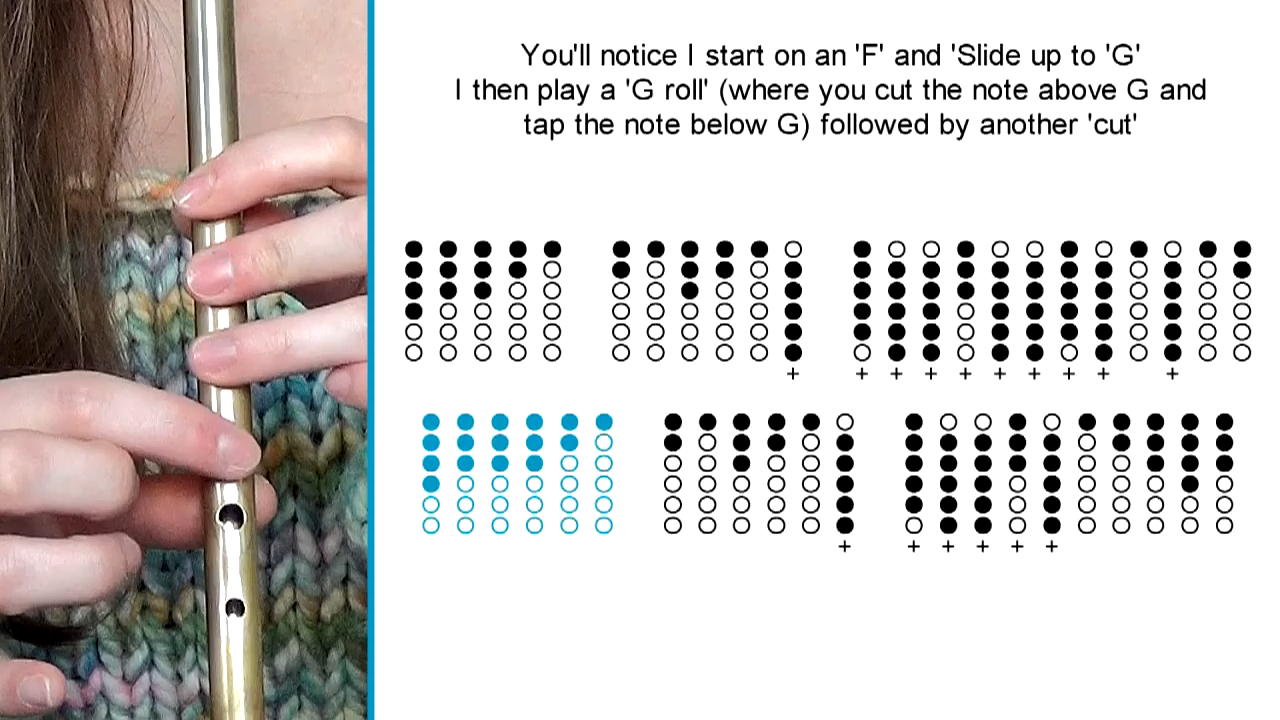 You'll notice I start on an 'F' and 'Slide up to 'G'
I then play a 'G roll' (where you cut the note above G and
tap the note below G) followed by another 'cut'
+ + + + + + + + + +
+ + + + + +